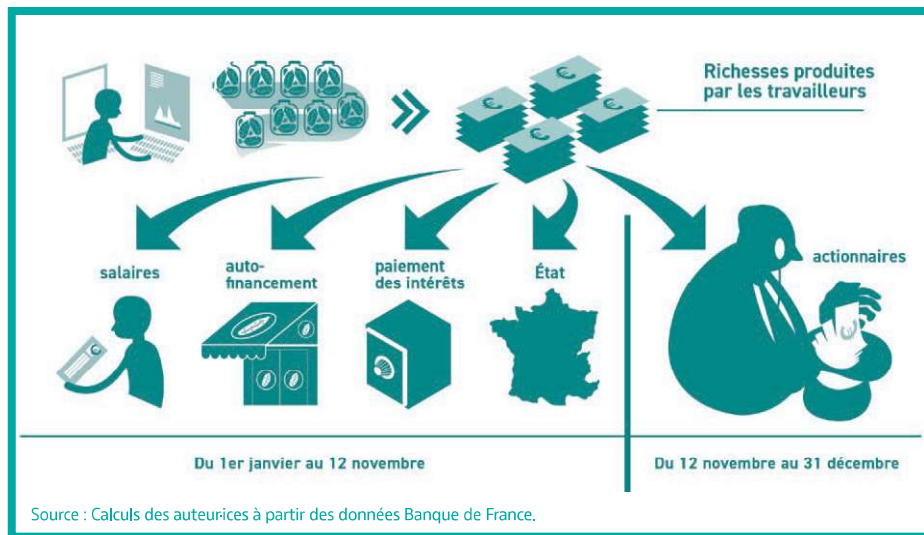 Richesses produites
par les travailleurs
salaires
auto-
financement
paiement
des intérêts
État
actionnaires
Du 1er janvier au 12 novembre
Du 12 novembre au 31 décembre
Source : Calculs des auteur·ices à partir des données Banque de France.